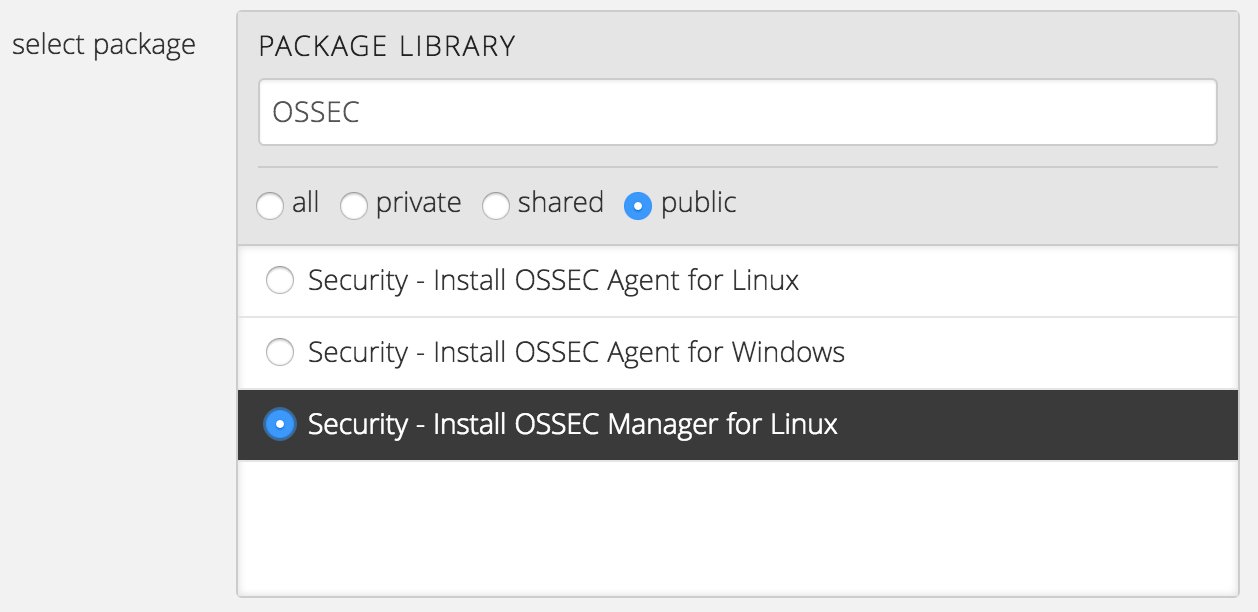 select package
PACKAGE LIBRARY
OSSEC
all private shared public
Security - Install OSSEC Agent for Linux
Security - Install OSSEC Agent for Windows
Security - Install OSSEC Manager for Linux